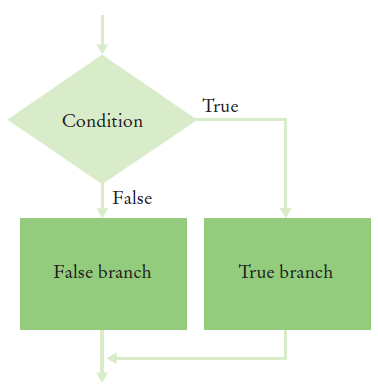 True
Condition
False
False branch
True branch